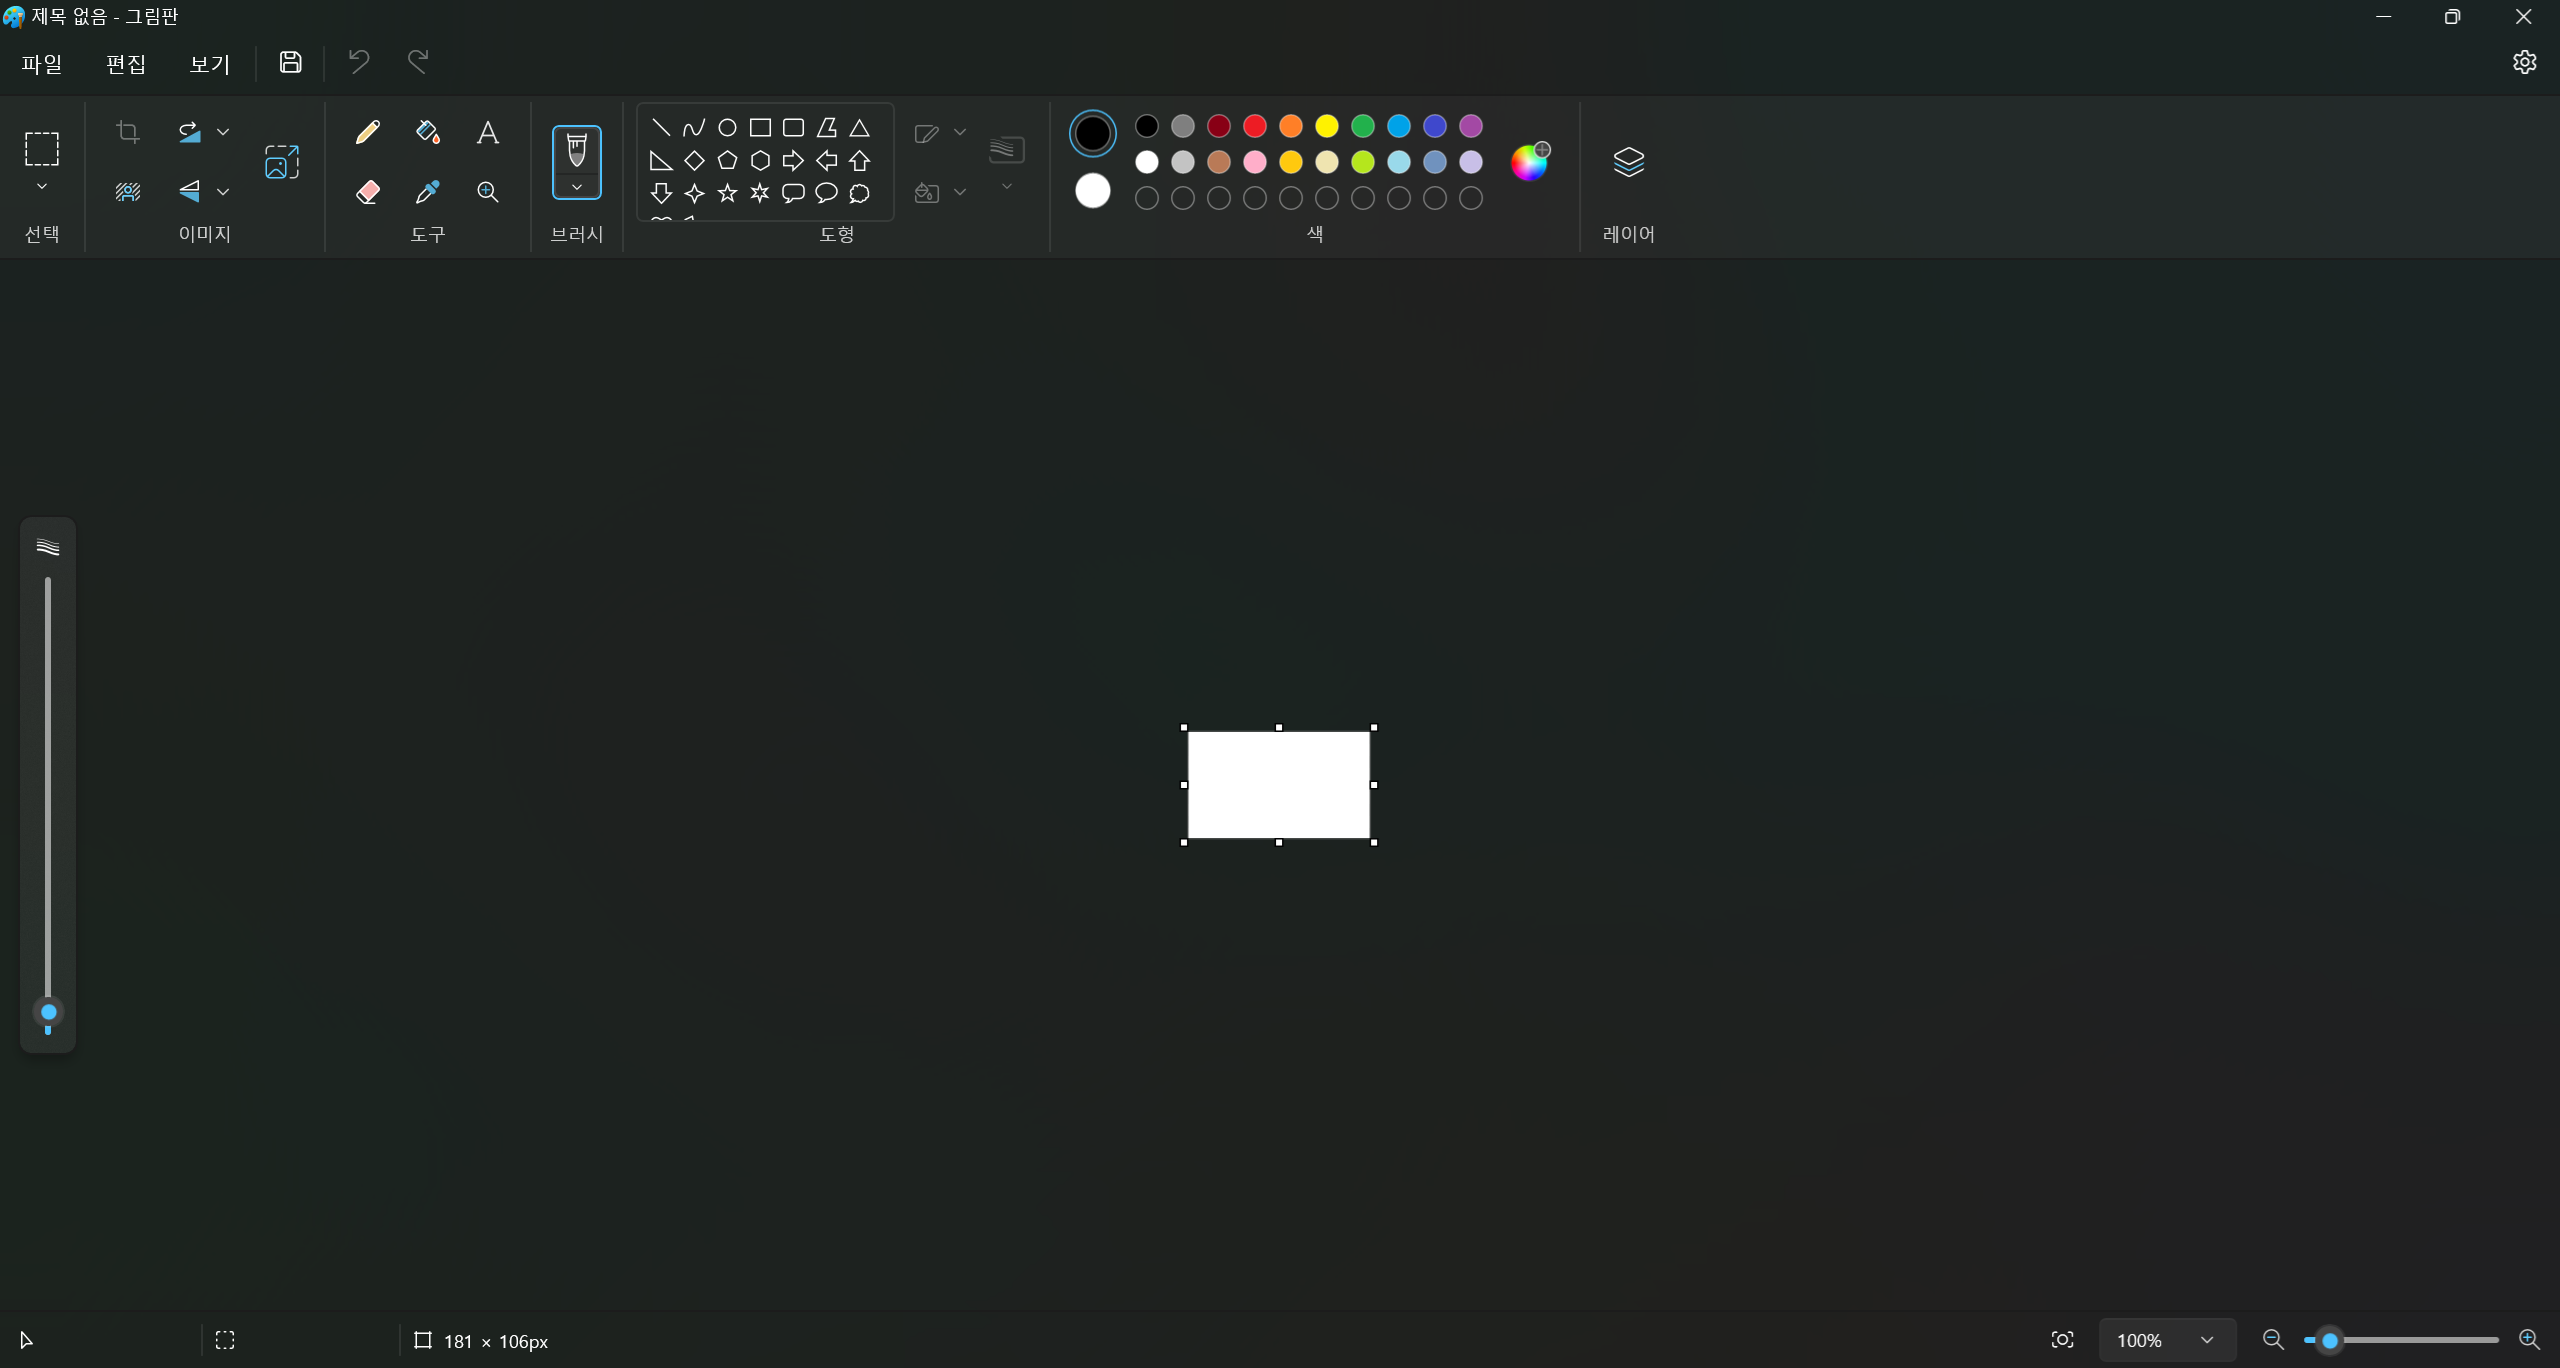 제목 없음 - 그림판
파일 편집 보기
선택 이미지 도구 브러시 도형 색 레이어
181 × 106px 100%